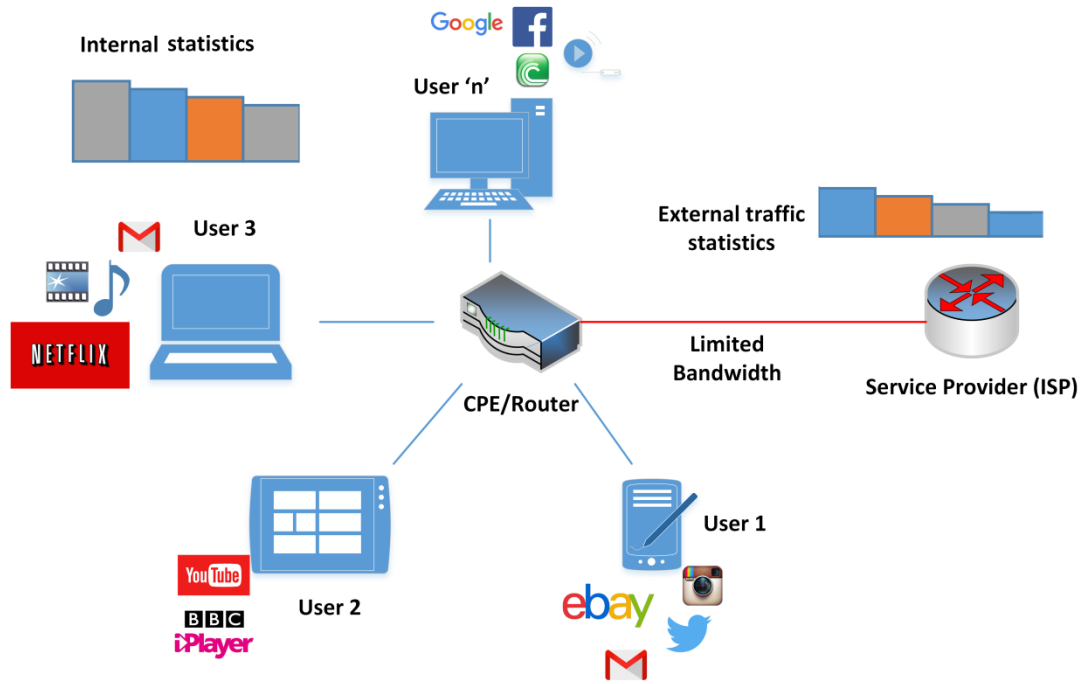 Google
Internal statistics
User ‘n’
User 3
External traffic
statistics
NETFLIX
Limited
Bandwidth
Service Provider (ISP)
CPE/Router
User 1
YouTube
User 2
ebay
BBC
iPlayer